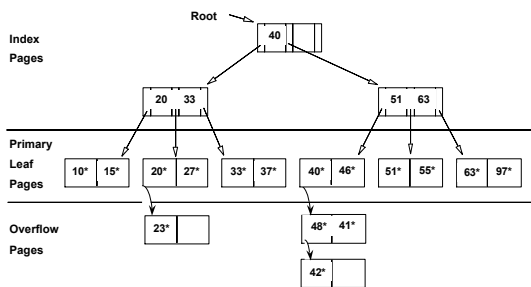 Root
Index
Pages
40
20 33
51 63
Primary
Leaf
Pages
10* 15*
20* 27*
33* 37*
40* 46*
51* 55*
63* 97*
Overflow
Pages
23*
48* 41*
42*